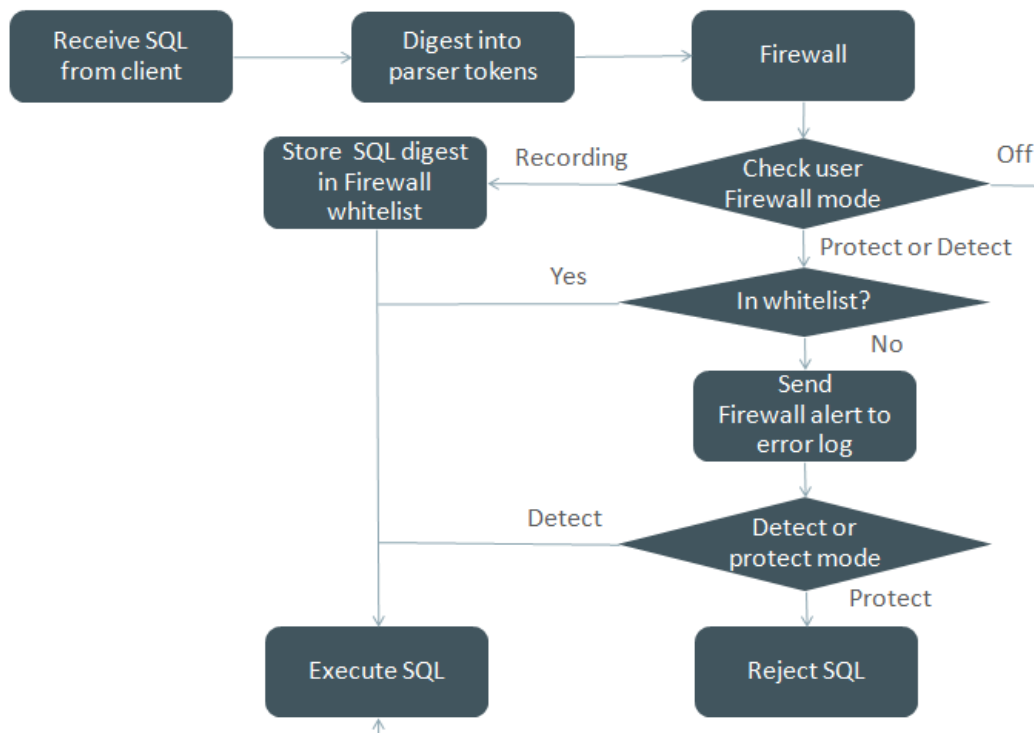 Receive SQL
from client
Digest into
parser tokens
Firewall
Store  SQL digest
in Firewall
whitelist
Recording
Check user
Firewall mode
Off
Protect or Detect
Yes
In whitelist?
No
Send
Firewall alert to
error log
Detect
Detect or
protect mode
Protect
Execute SQL
Reject SQL